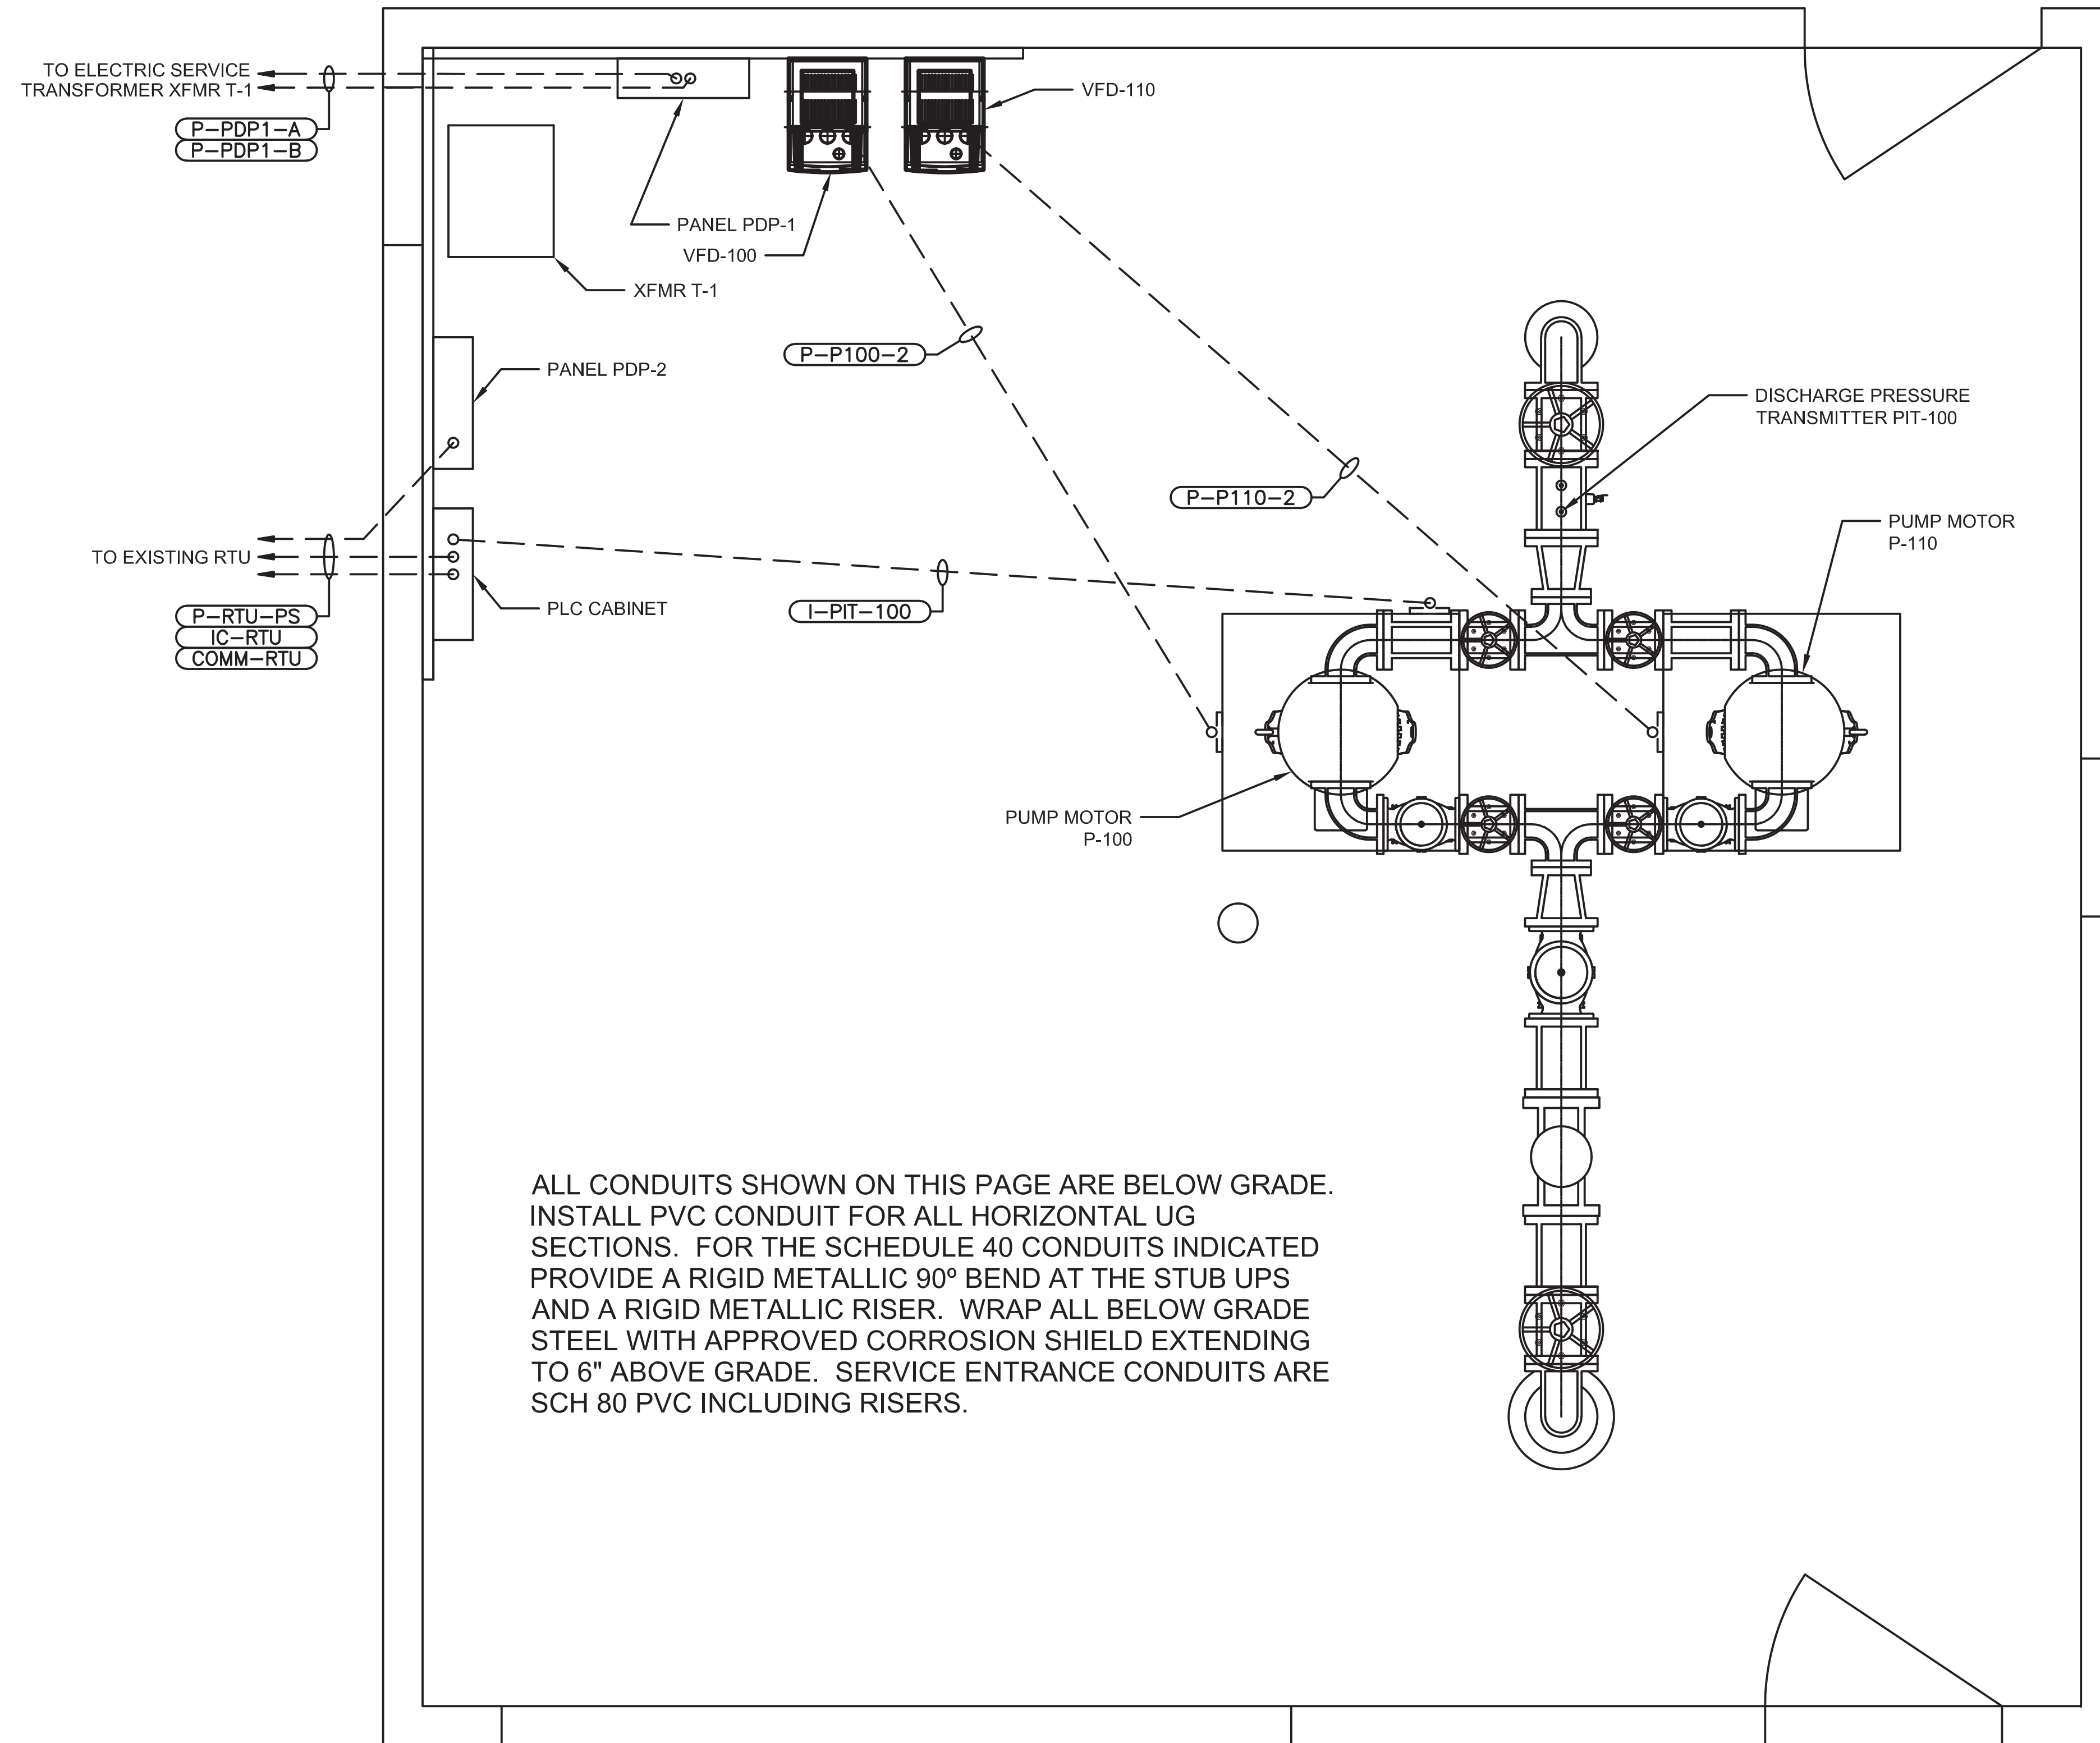 TO ELECTRIC SERVICE
TRANSFORMER XFMR T-1
P-PDP1-A
P-PDP1-B
VFD-110
PANEL PDP-1
VFD-100
XFMR T-1
P-P100-2
PANEL PDP-2
DISCHARGE PRESSURE
TRANSMITTER PIT-100
P-P110-2
PUMP MOTOR
P-110
TO EXISTING RTU
PLC CABINET
I-PIT-100
P-RTU-PS
IC-RTU
COMM-RTU
PUMP MOTOR
P-100
ALL CONDUITS SHOWN ON THIS PAGE ARE BELOW GRADE.
INSTALL PVC CONDUIT FOR ALL HORIZONTAL UG
SECTIONS.  FOR THE SCHEDULE 40 CONDUITS INDICATED
PROVIDE A RIGID METALLIC 90º BEND AT THE STUB UPS
AND A RIGID METALLIC RISER.  WRAP ALL BELOW GRADE
STEEL WITH APPROVED CORROSION SHIELD EXTENDING
TO 6" ABOVE GRADE.  SERVICE ENTRANCE CONDUITS ARE
SCH 80 PVC INCLUDING RISERS.